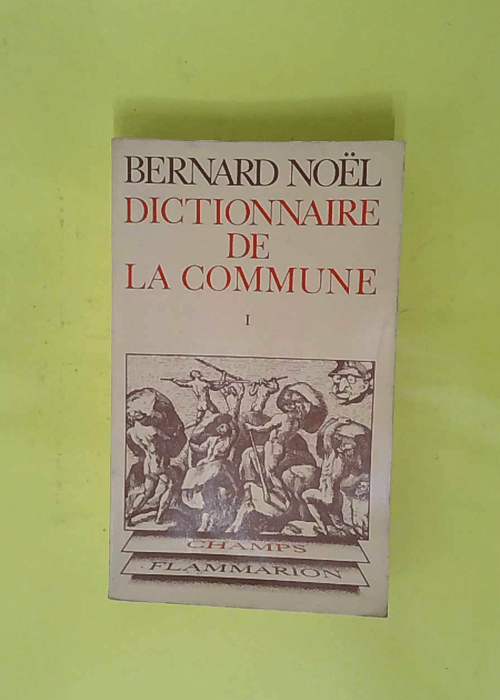 BERNARD NOËL
DICTIONNAIRE
DE
LA COMMUNE
I
CHAMPS
FLAMMARION